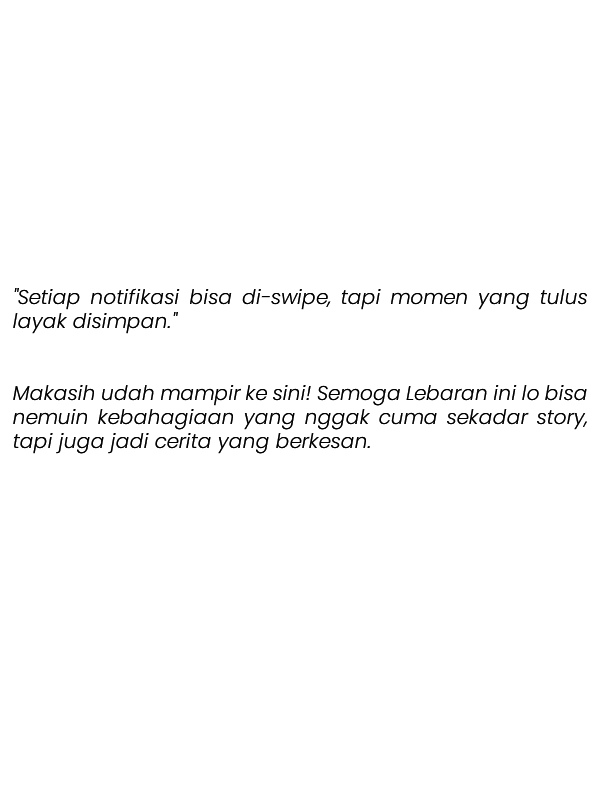 "Setiap notifikasi bisa di-swipe, tapi momen yang tulus
layak disimpan."
Makasih udah mampir ke sini! Semoga Lebaran ini lo bisa
nemuin kebahagiaan yang nggak cuma sekadar story,
tapi juga jadi cerita yang berkesan.